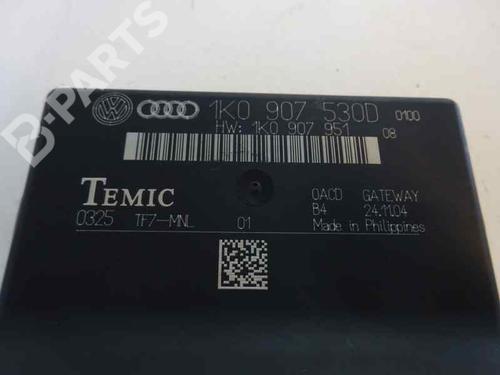 B-PARTS
1K0 907 530D 0100
HW: 1K0 907 951 08
TEMIC 0ACD GATEWAY
B4 24.11.04
0325 TF7-MNL 01 Made in Philippines